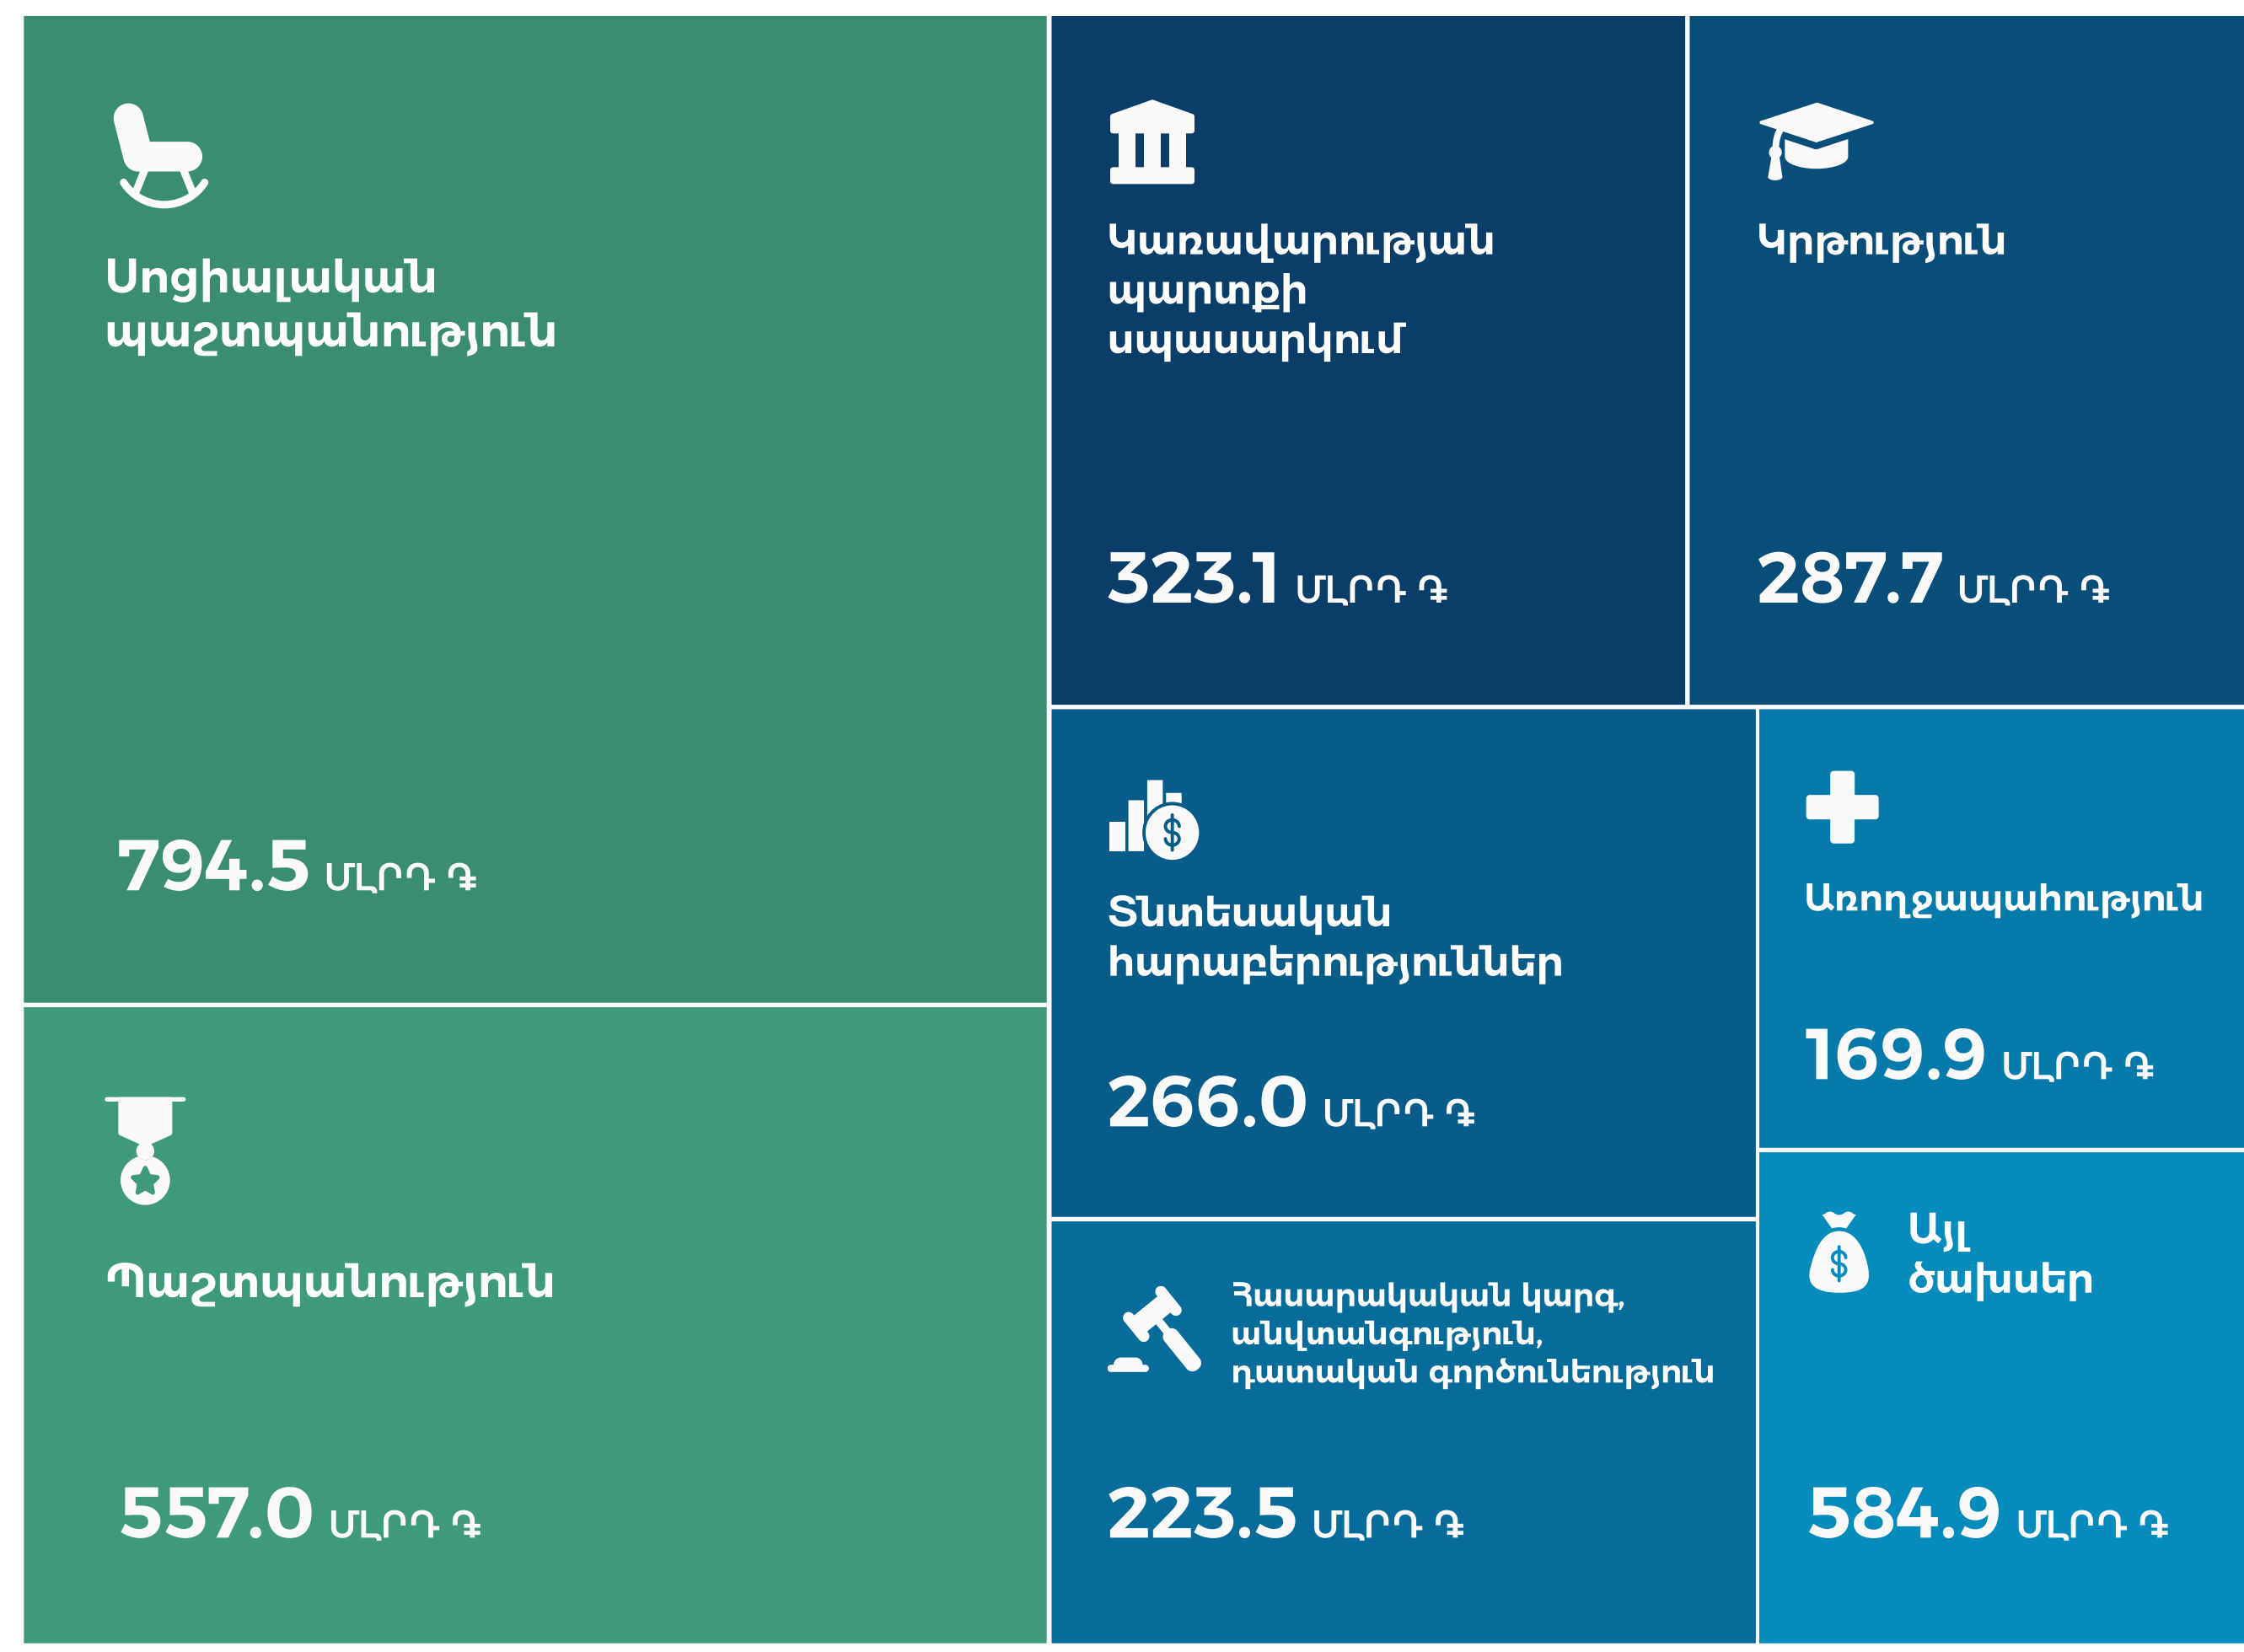 Սոցիալական
պաշտպանություն
794.5 ՄԼՐԴ ֏
Կառավարության
պարտքի
սպասարկում
323.1 ՄԼՐԴ ֏
Կրթություն
287.7 ՄԼՐԴ ֏
Տնտեսական
հարաբերություններ
266.0 ՄԼՐԴ ֏
Առողջապահություն
169.9 ՄԼՐԴ ֏
Պաշտպանություն
557.0 ՄԼՐԴ ֏
Հասարակական կարգ,
անվտանգություն,
դատական գործունեություն
223.5 ՄԼՐԴ ֏
Այլ
ծախսեր
584.9 ՄԼՐԴ ֏